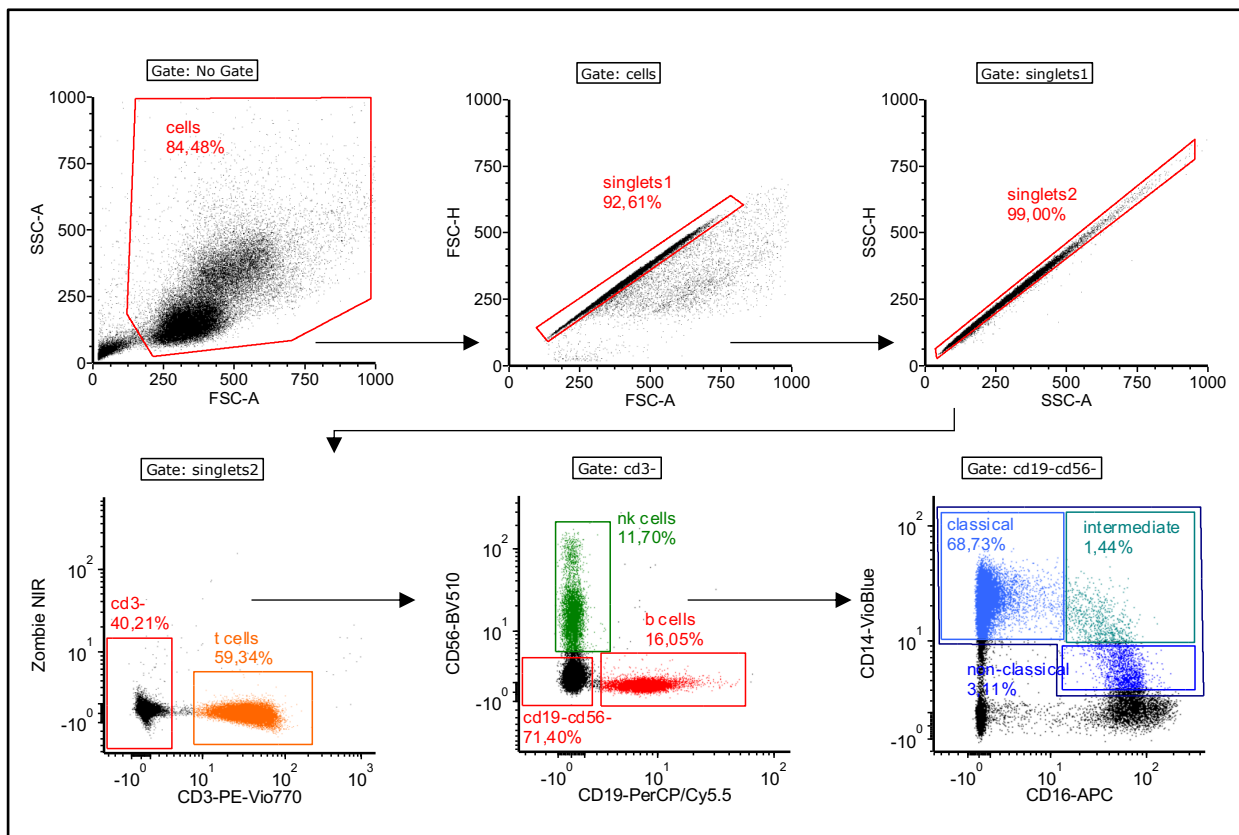 Gate: No Gate
1000
750
500
250
0
SSC-A
cells
84,48%
0
250
500
750
1000
FSC-A
Gate: cells
1000
750
500
250
0
FSC-H
singlets1
92,61%
0
250
500
750
1000
FSC-A
Gate: singlets1
1000
750
500
250
0
SSC-H
singlets2
99,00%
0
250
500
750
1000
SSC-A
Gate: singlets2
10²
10¹
-10⁰
Zombie NIR
cd3-
40,21%
t cells
59,34%
-10⁰
10¹
10²
10³
CD3-PE-Vio770
Gate: cd3-
10²
10¹
-10⁰
CD56-BV510
nk cells
11,70%
b cells
16,05%
cd19-cd56-
71,40%
-10⁰
10¹
10²
CD19-PerCP/Cy5.5
Gate: cd19-cd56-
10²
10¹
-10⁰
CD14-VioBlue
classical
68,73%
intermediate
1,44%
non-classical
3,11%
-10⁰
10¹
10²
CD16-APC